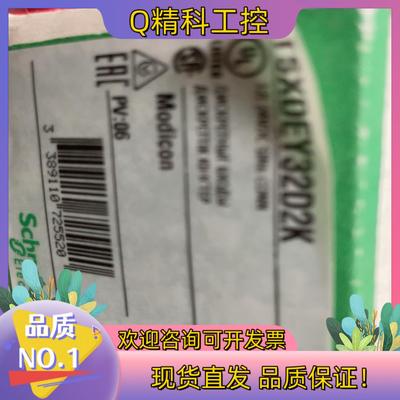 Q精科工控
TSXDEY32D2K
Modicon
EAC
PV:06
3 389110 725520
Schn
Elec
品质
NO.1
欢迎咨询可开发票
现货直发 品质保证!